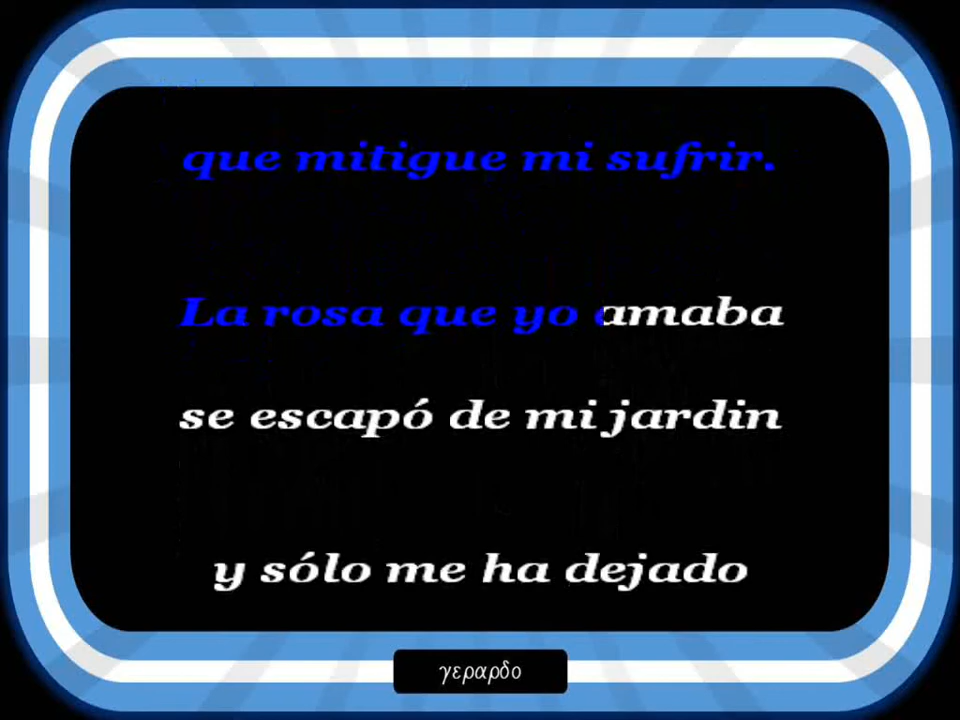 que mitigue mi sufrir.
La rosa que yo amaba
se escapó de mi jardin
y sólo me ha dejado
γεραρδο